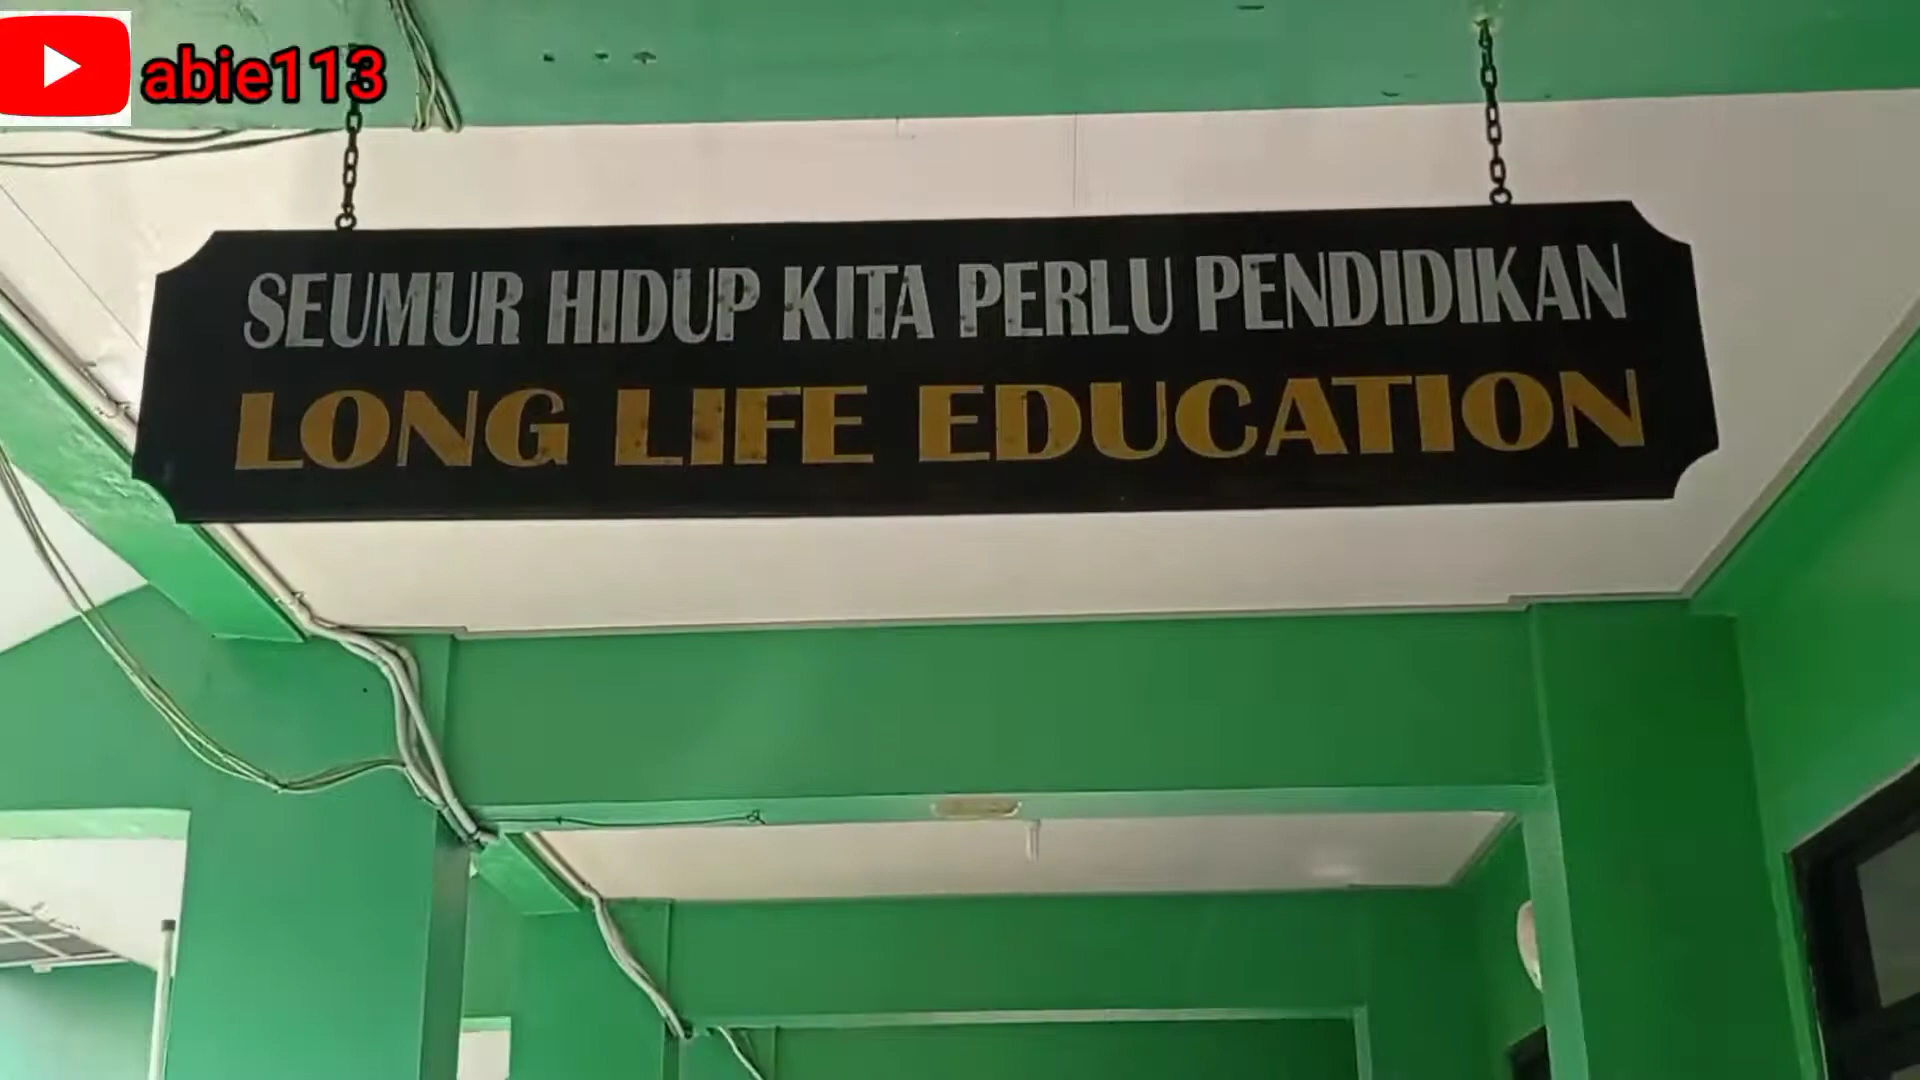 abie113
SEUMUR HIDUP KITA PERLU PENDIDIKAN
LONG LIFE EDUCATION